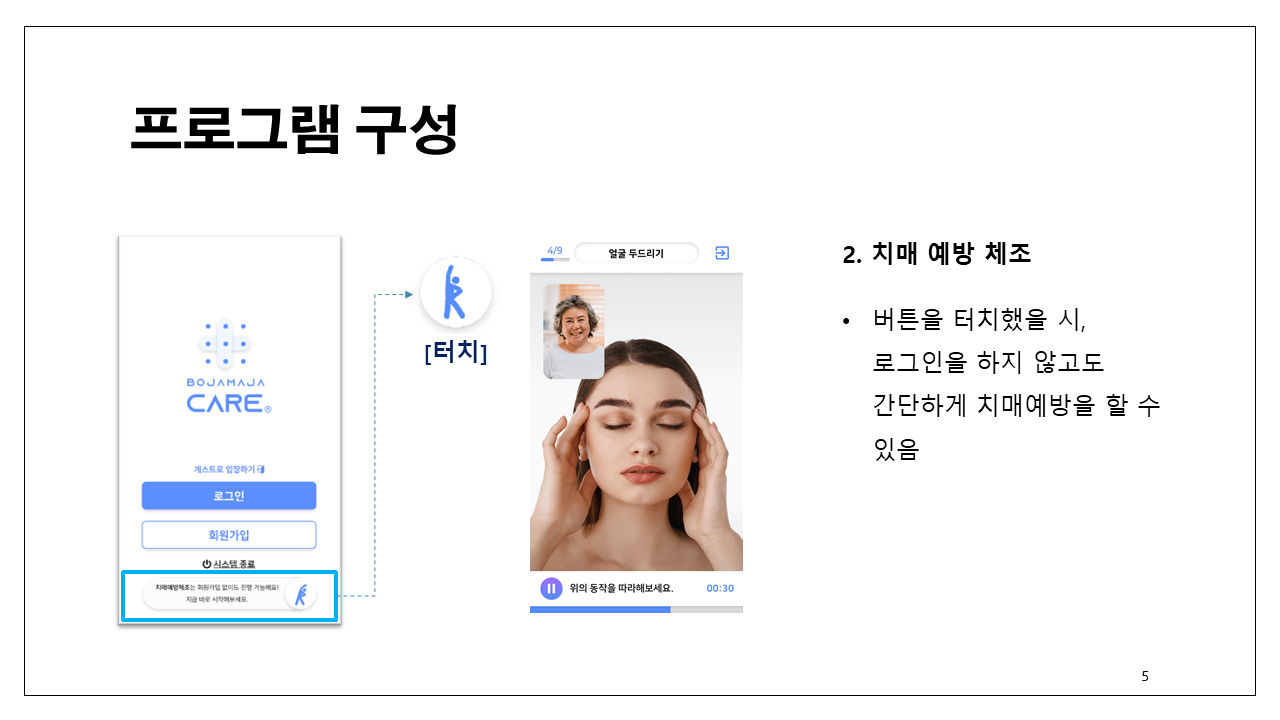 프로그램 구성
BOJAMAJA
CARE®
게스트로 입장하기
로그인
회원가입
시스템 종료
치매예방체조는 회원가입 없이도 진행 가능해요!
지금 바로 시작해보세요.
[터치]
4/9
얼굴 두드리기
위의 동작을 따라해보세요.
00:30
2. 치매 예방 체조
• 버튼을 터치했을 시,
로그인을 하지 않고도
간단하게 치매예방을 할 수
있음
5